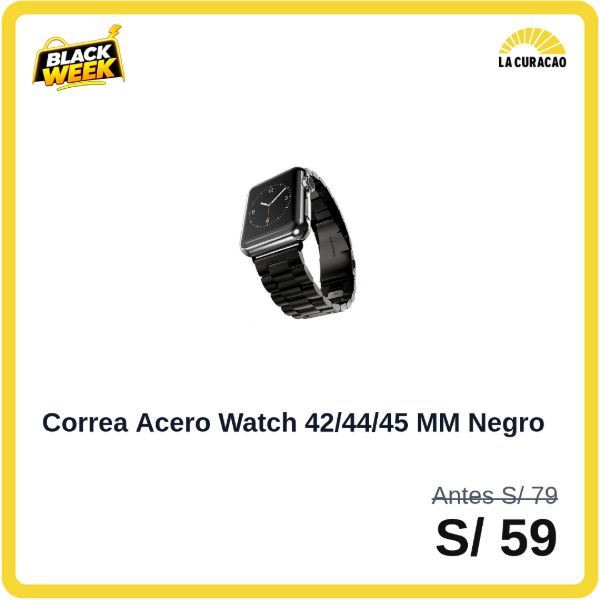 BLACK
WEEK
LA CURACAO
Correa Acero Watch 42/44/45 MM Negro
Antes S/ 79
S/ 59